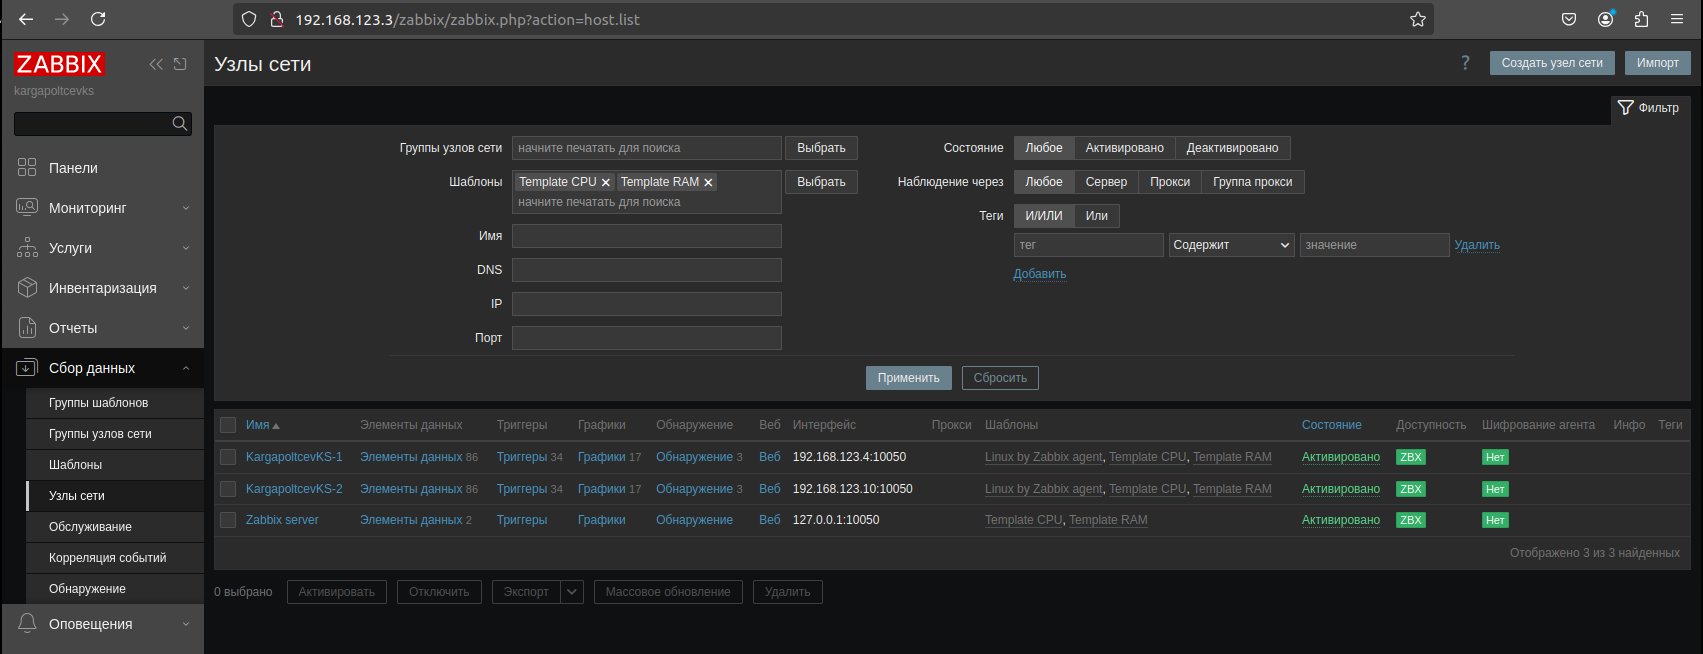 192.168.123.3/zabbix/zabbix.php?action=host.list
ZABBIX
kargapoltcevks
Панели
Мониторинг
Услуги
Инвентаризация
Отчеты
Сбор данных
Группы шаблонов
Группы узлов сети
Шаблоны
Узлы сети
Обслуживание
Корреляция событий
Обнаружение
Оповещения
Узлы сети
? Создать узел сети Импорт
Фильтр
Группы узлов сети начните печатать для поиска Выбрать
Шаблоны Template CPU Template RAM Выбрать
начните печатать для поиска
Имя
DNS
IP
Порт
Состояние Любое Активировано Деактивировано
Наблюдение через Любое Сервер Прокси Группа прокси
Теги И/ИЛИ Или
тег Содержит значение Удалить
Добавить
Применить Сбросить
Имя Элементы данных Триггеры Графики Обнаружение Веб Интерфейс Прокси Шаблоны Состояние Доступность Шифрование агента Инфо Теги
KargapoltcevKS-1 Элементы данных 86 Триггеры 34 Графики 17 Обнаружение 3 Веб 192.168.123.4:10050 Linux by Zabbix agent, Template CPU, Template RAM Активировано ZBX Нет
KargapoltcevKS-2 Элементы данных 86 Триггеры 34 Графики 17 Обнаружение 3 Веб 192.168.123.10:10050 Linux by Zabbix agent, Template CPU, Template RAM Активировано ZBX Нет
Zabbix server Элементы данных 2 Триггеры Графики Обнаружение Веб 127.0.0.1:10050 Template CPU, Template RAM Активировано ZBX Нет
Отображено 3 из 3 найденных
0 выбрано Активировать Отключить Экспорт Массовое обновление Удалить